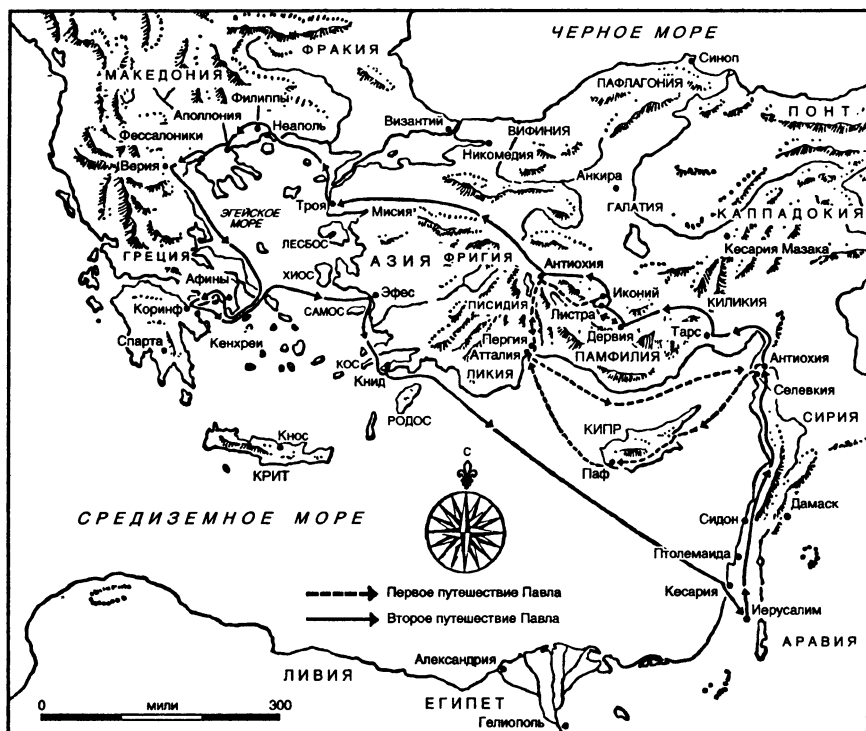 ЧЕРНОЕ МОРЕ
ФРАКИЯ
Синоп
МАКЕДОНИЯ
ПАФЛАГОНИЯ
Филиппы
ПОНТ
Аполлония
Неаполь
Византий
Фессалоники
ВИФИНИЯ
Никомедия
Верия
Анкира
Троя
Мисия
ГАЛАТИЯ
КАППАДОКИЯ
ЭГЕЙСКОЕ
МОРЕ
ЛЕСБОС
Кесария Мазака
ГРЕЦИЯ
АЗИЯ
ФРИГИЯ
Антиохия
ХИОС
Афины
Эфес
Иконий
КИЛИКИЯ
ПИСИДИЯ
Листра
Коринф
САМОС
Дервия
Тарс
Спарта
Кенхреи
Пергия
Атталия
ПАМФИЛИЯ
Антиохия
КОС
Книд
ЛИКИЯ
Селевкия
РОДОС
СИРИЯ
КИПР
Кнос
Паф
КРИТ
С
Дамаск
СРЕДИЗЕМНОЕ МОРЕ
Сидон
Птолемаида
Первое путешествие Павла
Кесария
Второе путешествие Павла
Иерусалим
АРАВИЯ
Александрия
ЛИВИЯ
ЕГИПЕТ
МИЛИ
0 300
Гелиополь